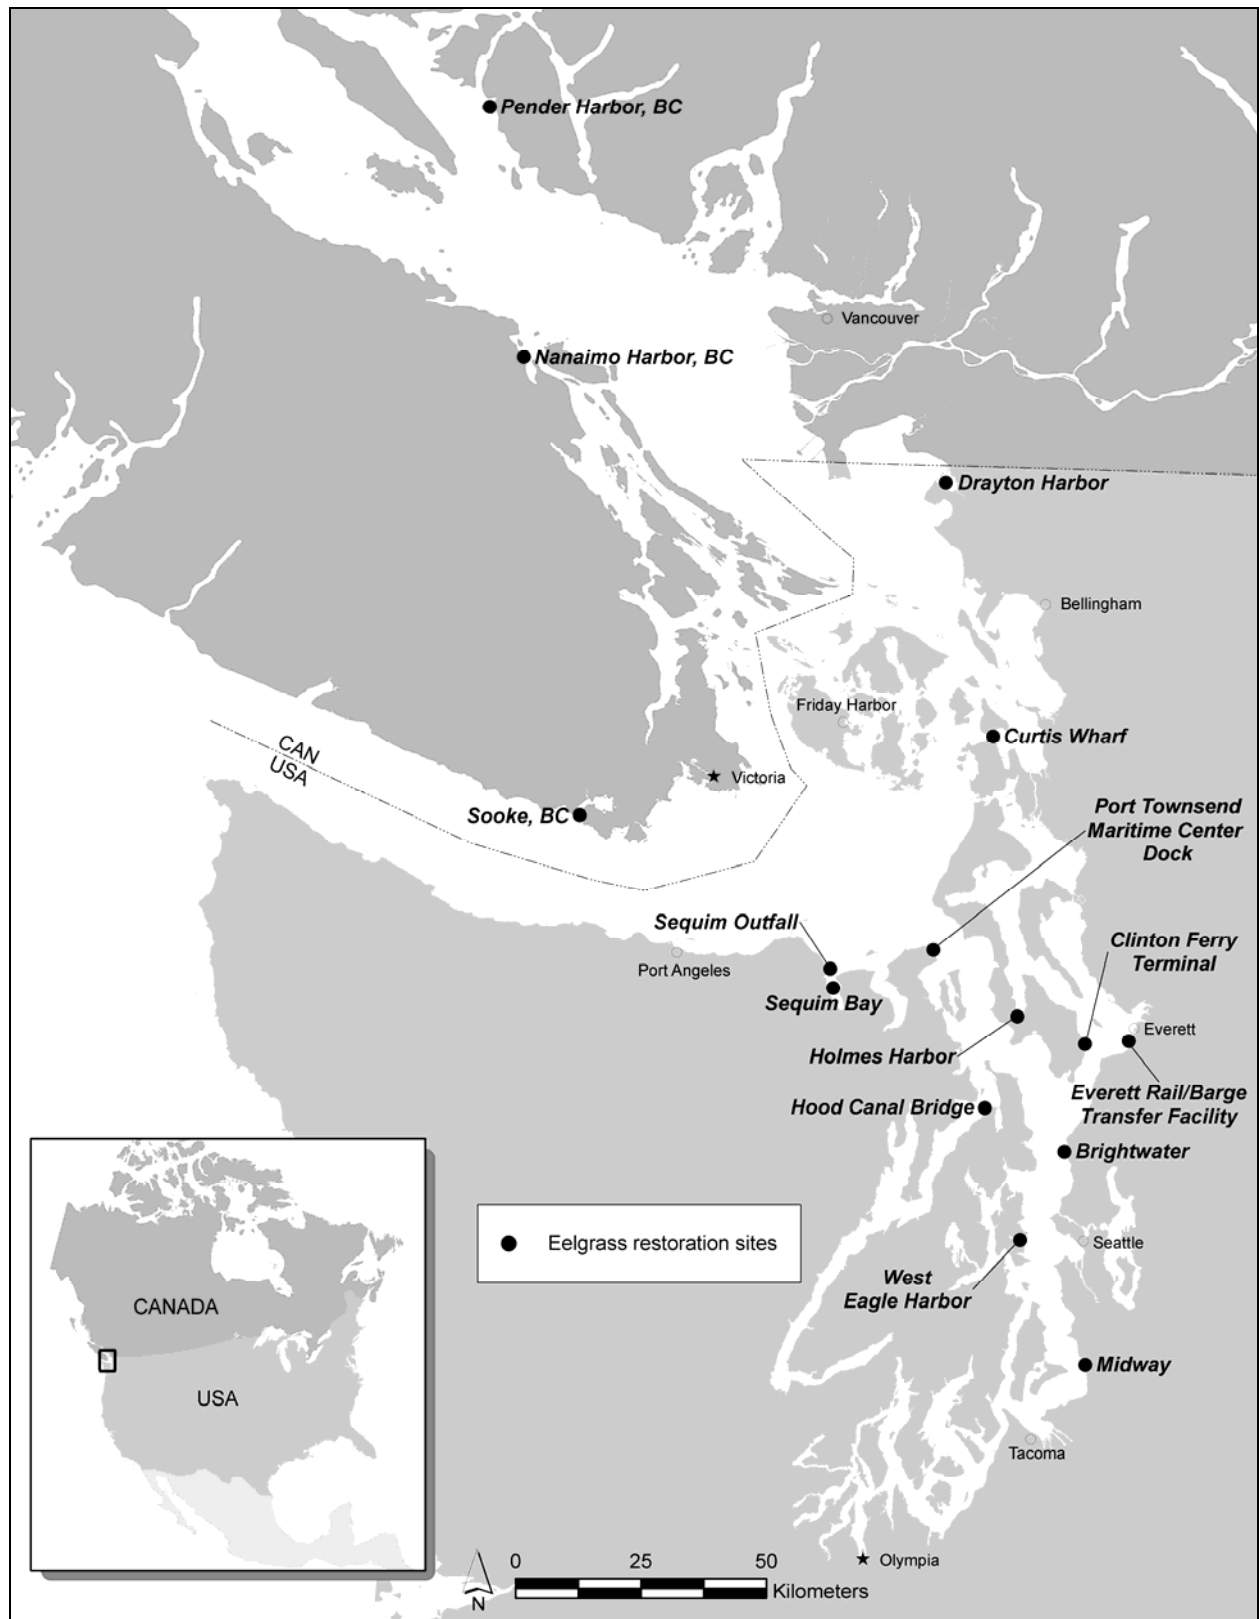 Pender Harbor, BC
Vancouver
Nanaimo Harbor, BC
Drayton Harbor
Bellingham
Friday Harbor
CAN
USA
Curtis Wharf
Victoria
Sooke, BC
Port Townsend
Maritime Center
Dock
Sequim Outfall
Clinton Ferry
Terminal
Port Angeles
Sequim Bay
Everett
Holmes Harbor
Everett Rail/Barge
Transfer Facility
Hood Canal Bridge
Brightwater
Eelgrass restoration sites
Seattle
West
Eagle Harbor
CANADA
USA
Midway
Tacoma
Olympia
0 25 50
Kilometers
N